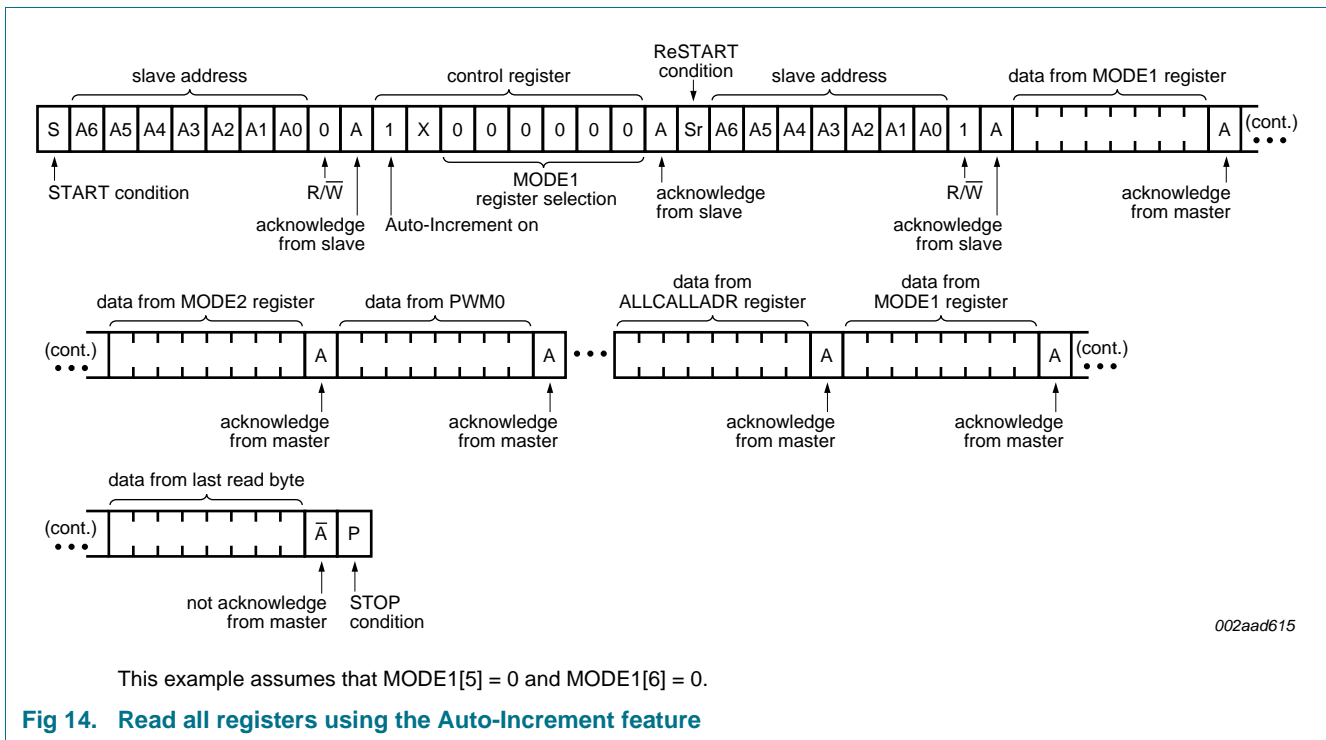 ReSTART
condition
slave address control register slave address data from MODE1 register
S A6 A5 A4 A3 A2 A1 A0 0 A 1 X 0 0 0 0 0 0 A Sr A6 A5 A4 A3 A2 A1 A0 1 A A (cont.)
START condition R/W̅ MODE1 register selection acknowledge from slave R/W̅ acknowledge from master
acknowledge from slave Auto-Increment on acknowledge from slave
data from MODE2 register data from PWM0 data from ALLCALLADR register data from MODE1 register
(cont.) A A A A (cont.)
acknowledge from master acknowledge from master acknowledge from master acknowledge from master
data from last read byte
(cont.) A̅ P
not acknowledge from master STOP condition
002aad615
This example assumes that MODE1[5] = 0 and MODE1[6] = 0.
Fig 14. Read all registers using the Auto-Increment feature